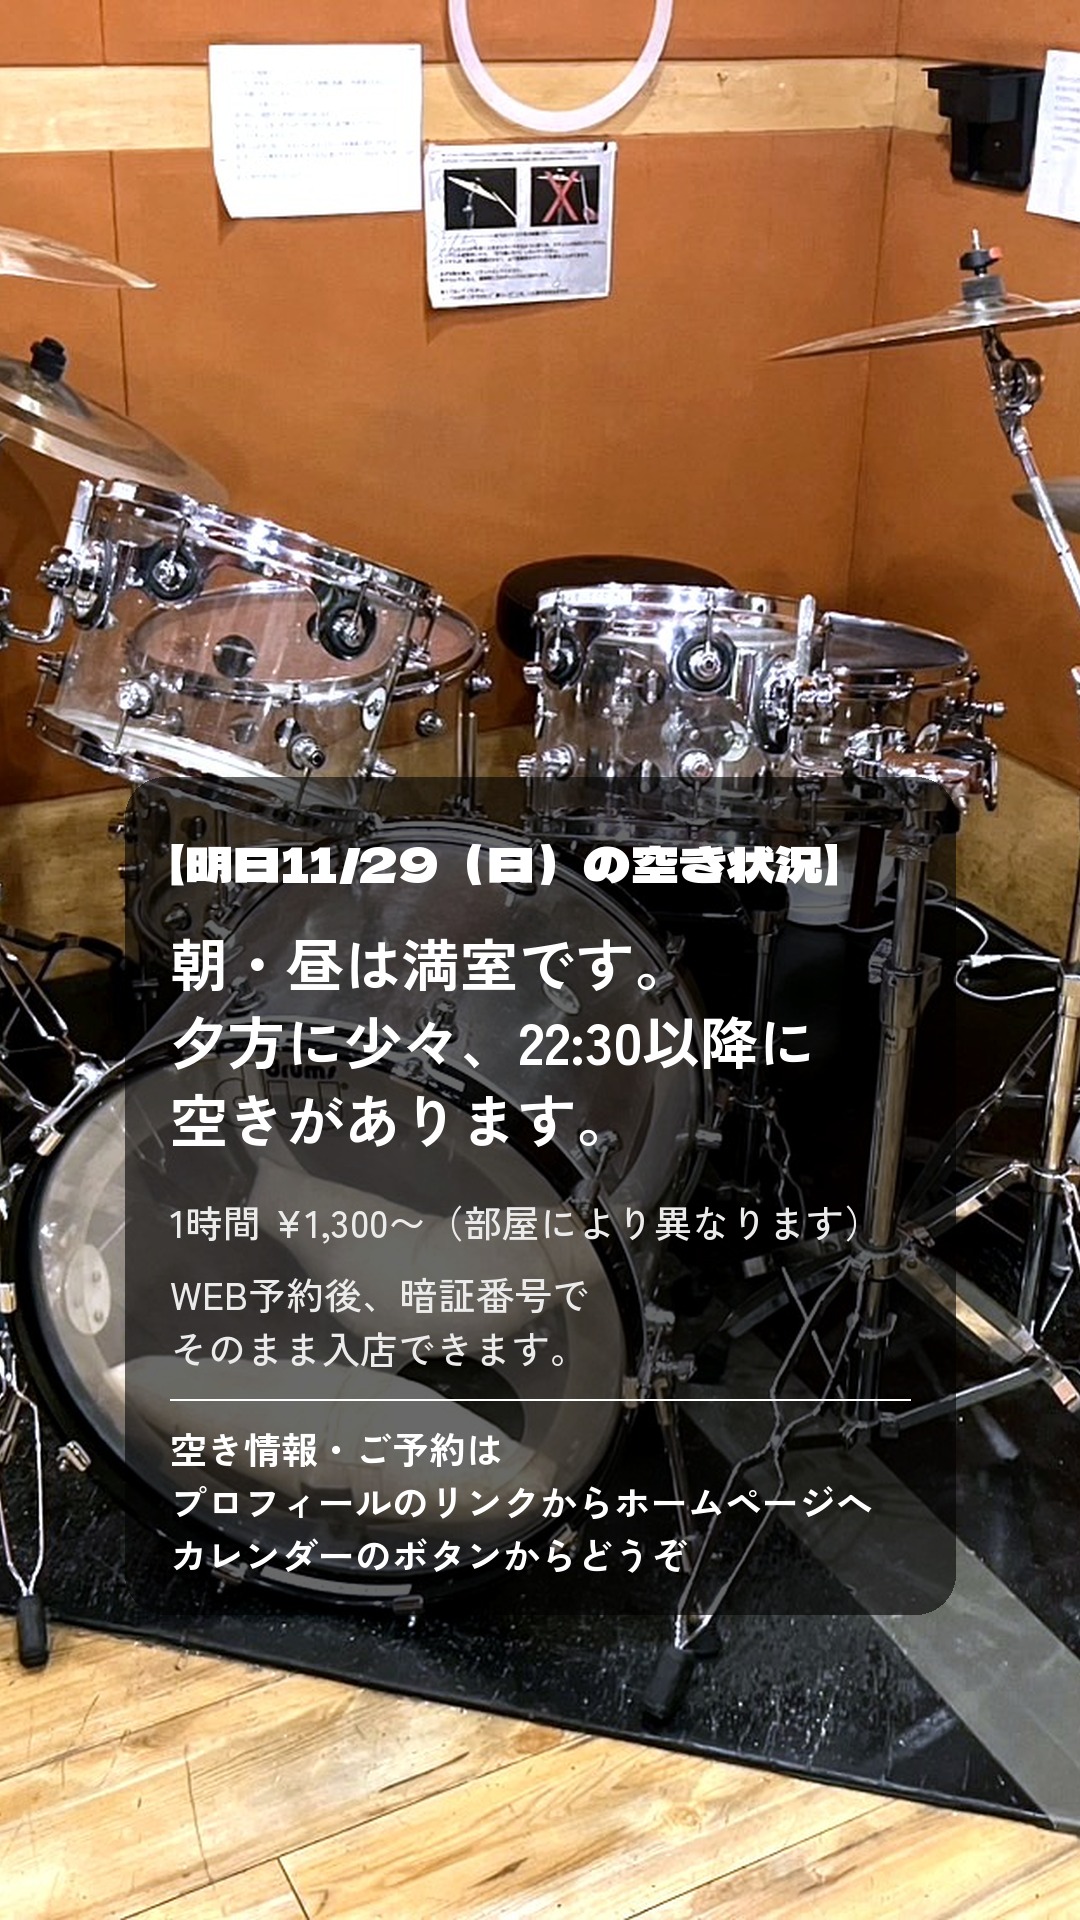 【明日11/29（日）の空き状況】
朝・昼は満室です。
夕方に少々、22:30以降に
空きがあります。
1時間 ¥1,300〜（部屋により異なります）
WEB予約後、暗証番号で
そのまま入店できます。
空き情報・ご予約は
プロフィールのリンクからホームページへ
カレンダーのボタンからどうぞ
drums